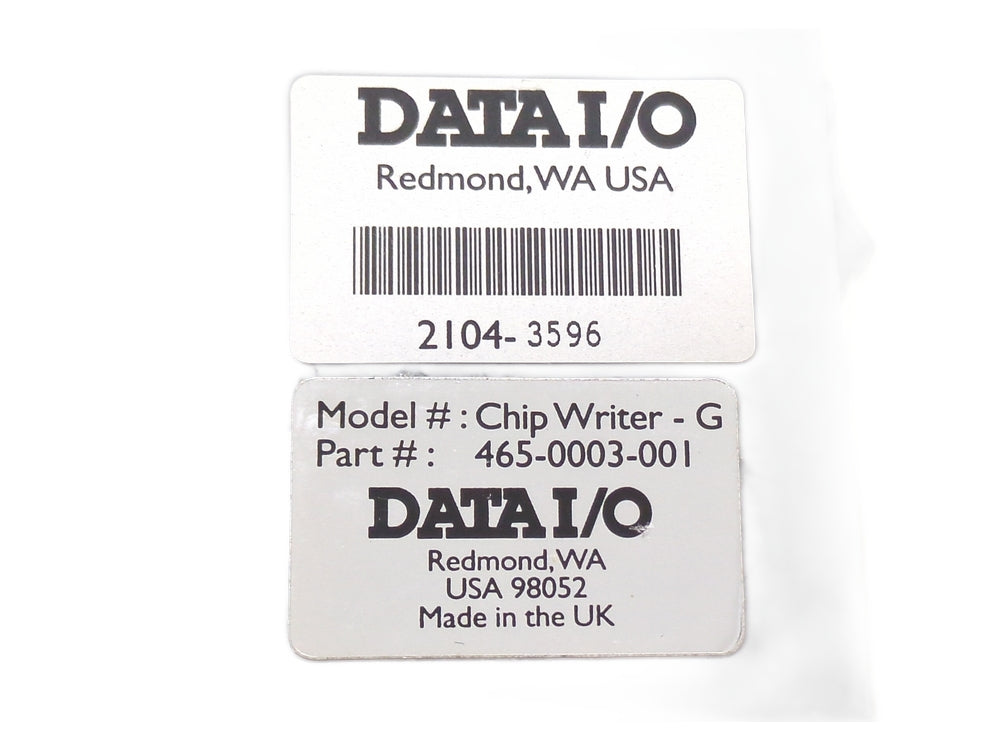 DATA I/O
Redmond, WA USA
2104- 3596
Model # : Chip Writer - G
Part # : 465-0003-001
DATA I/O
Redmond, WA
USA 98052
Made in the UK